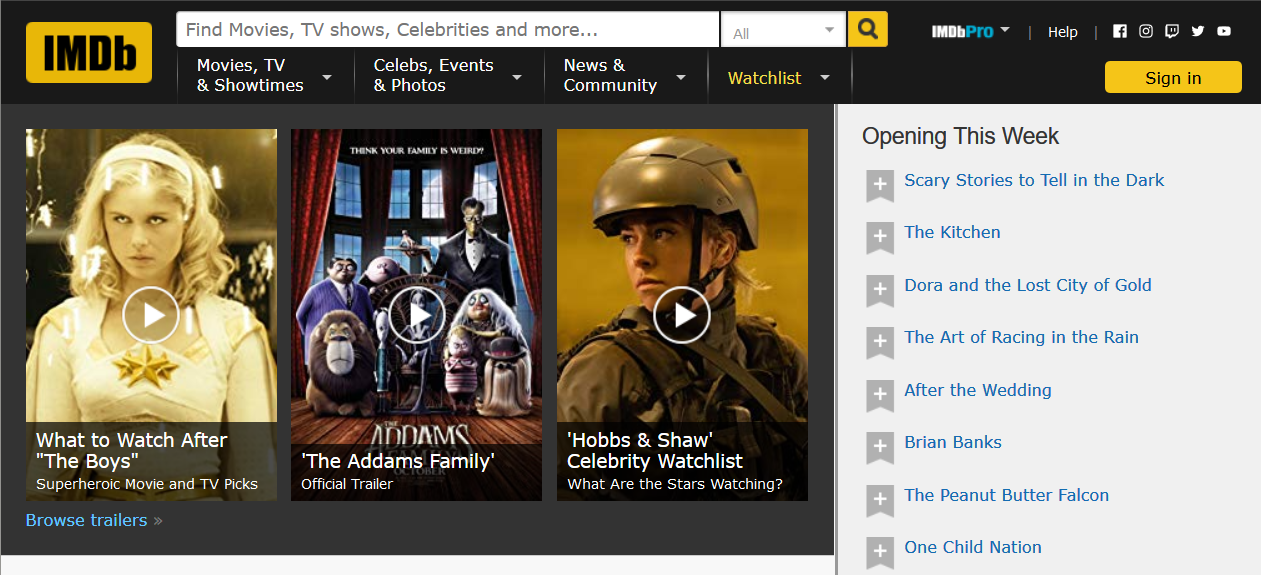 IMDb
Find Movies, TV shows, Celebrities and more...
All
IMDbPro
|
Help
|
Movies, TV
& Showtimes
Celebs, Events
& Photos
News &
Community
Watchlist
Sign in
THINK YOUR FAMILY IS WEIRD?
THE
ADDAMS
FAMILY
OCTOBER
What to Watch After
"The Boys"
Superheroic Movie and TV Picks
'The Addams Family'
Official Trailer
'Hobbs & Shaw'
Celebrity Watchlist
What Are the Stars Watching?
Browse trailers »
Opening This Week
Scary Stories to Tell in the Dark
The Kitchen
Dora and the Lost City of Gold
The Art of Racing in the Rain
After the Wedding
Brian Banks
The Peanut Butter Falcon
One Child Nation